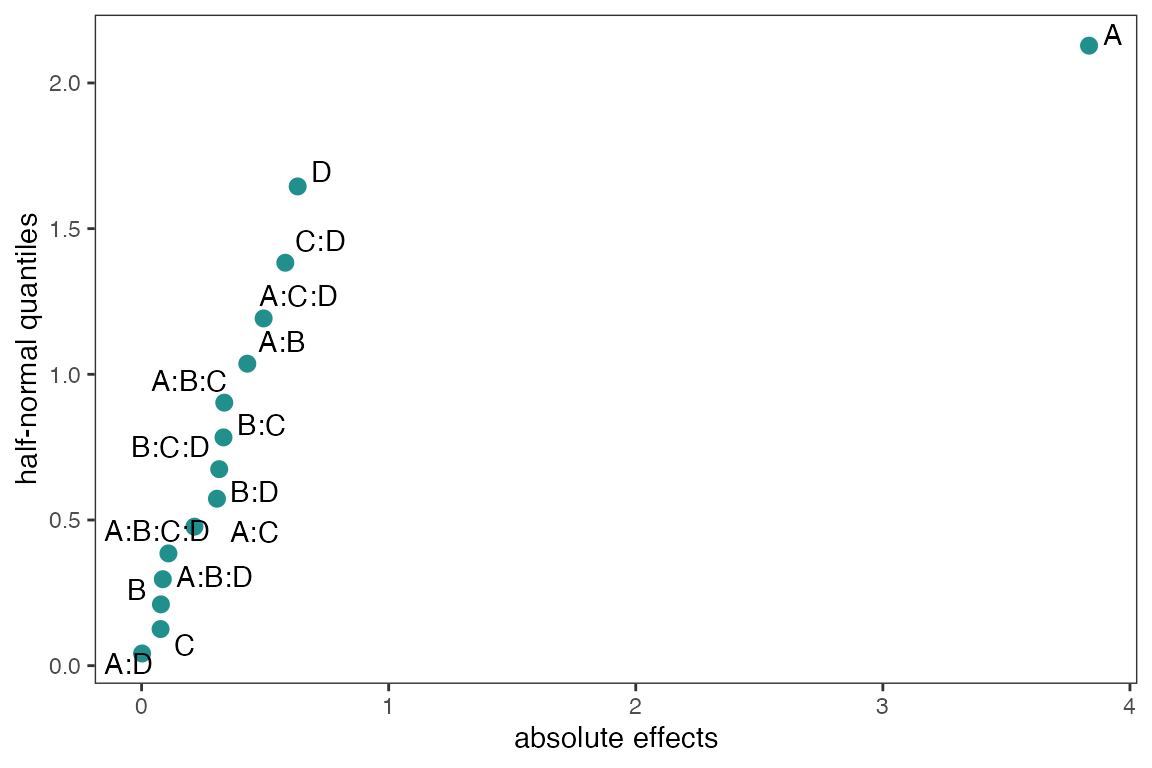 A
2.0
D
C:D
1.5
A:C:D
A:B
1.0
A:B:C
B:C
B:C:D
B:D
0.5
A:B:C:D
A:C
A:B:D
B
C
A:D
0.0
half-normal quantiles
0 1 2 3 4
absolute effects